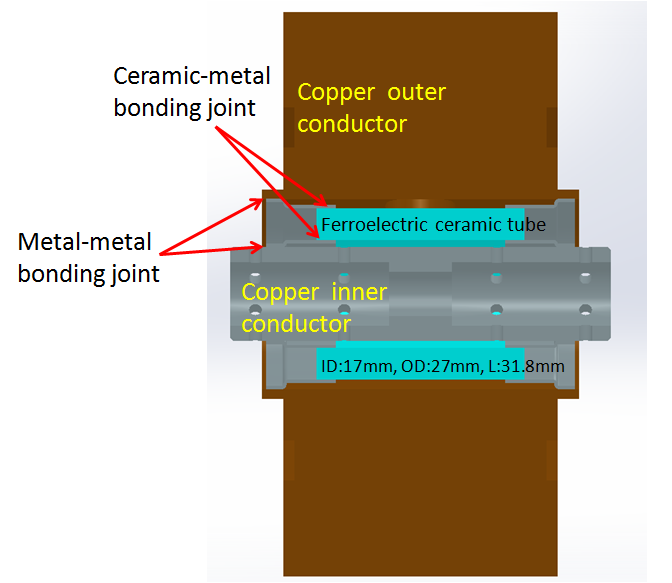 Ceramic-metal
bonding joint
Copper outer
conductor
Ferroelectric ceramic tube
Metal-metal
bonding joint
Copper inner
conductor
ID:17mm, OD:27mm, L:31.8mm